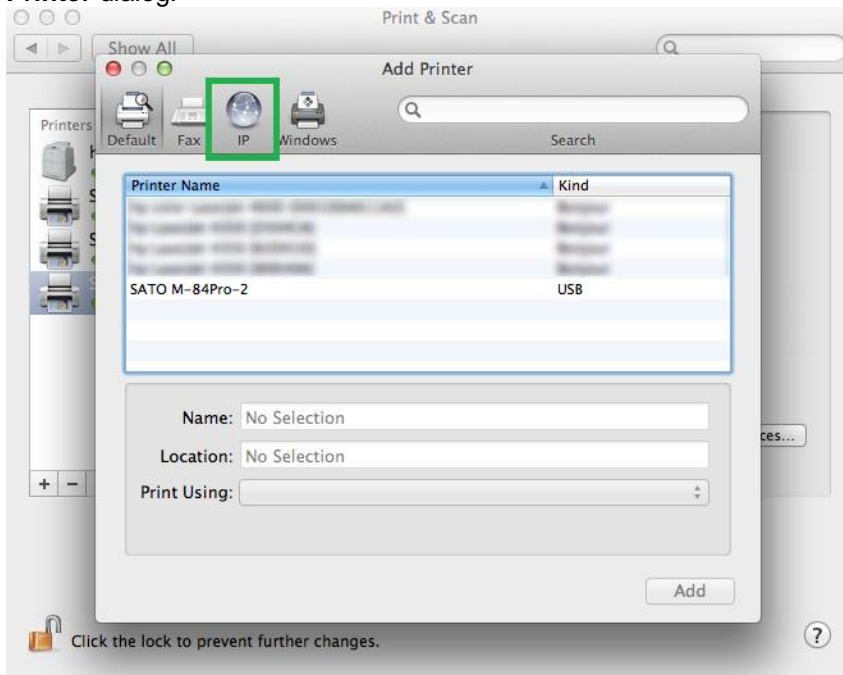 Printer dialog.
Print & Scan
Show All
Add Printer
Default Fax IP Windows Search
Printers
Printer Name Kind
SATO M-84Pro-2 USB
Name: No Selection
Location: No Selection
ces...
+ -
Print Using:
Add
Click the lock to prevent further changes.
?